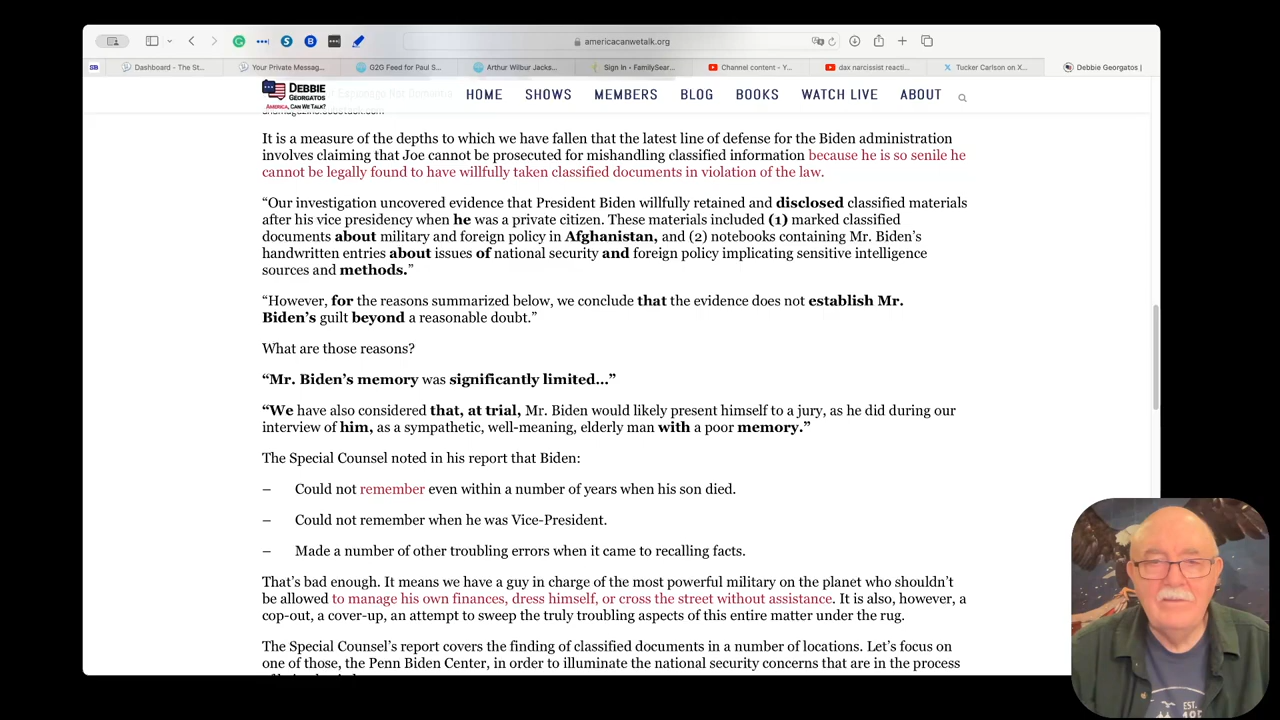 americacanwetalk.org
SB
Dashboard - The St...
Your Private Messag...
G2G Feed for Paul S...
Arthur Wilbur Jacks...
Sign In - FamilySear...
Channel content - Y...
dax narcissist reacti...
Tucker Carlson on X...
Debbie Georgatos |
DEBBIE
GEORGATOS
AMERICA, CAN WE TALK?
HOME
SHOWS
MEMBERS
BLOG
BOOKS
WATCH LIVE
ABOUT
It is a measure of the depths to which we have fallen that the latest line of defense for the Biden administration
involves claiming that Joe cannot be prosecuted for mishandling classified information because he is so senile he
cannot be legally found to have willfully taken classified documents in violation of the law.
“Our investigation uncovered evidence that President Biden willfully retained and disclosed classified materials
after his vice presidency when he was a private citizen. These materials included (1) marked classified
documents about military and foreign policy in Afghanistan, and (2) notebooks containing Mr. Biden’s
handwritten entries about issues of national security and foreign policy implicating sensitive intelligence
sources and methods.”
“However, for the reasons summarized below, we conclude that the evidence does not establish Mr.
Biden’s guilt beyond a reasonable doubt.”
What are those reasons?
“Mr. Biden’s memory was significantly limited...”
“We have also considered that, at trial, Mr. Biden would likely present himself to a jury, as he did during our
interview of him, as a sympathetic, well-meaning, elderly man with a poor memory.”
The Special Counsel noted in his report that Biden:
– Could not remember even within a number of years when his son died.
– Could not remember when he was Vice-President.
– Made a number of other troubling errors when it came to recalling facts.
That’s bad enough. It means we have a guy in charge of the most powerful military on the planet who shouldn’t
be allowed to manage his own finances, dress himself, or cross the street without assistance. It is also, however, a
cop-out, a cover-up, an attempt to sweep the truly troubling aspects of this entire matter under the rug.
The Special Counsel’s report covers the finding of classified documents in a number of locations. Let’s focus on
one of those, the Penn Biden Center, in order to illuminate the national security concerns that are in the process
EST.